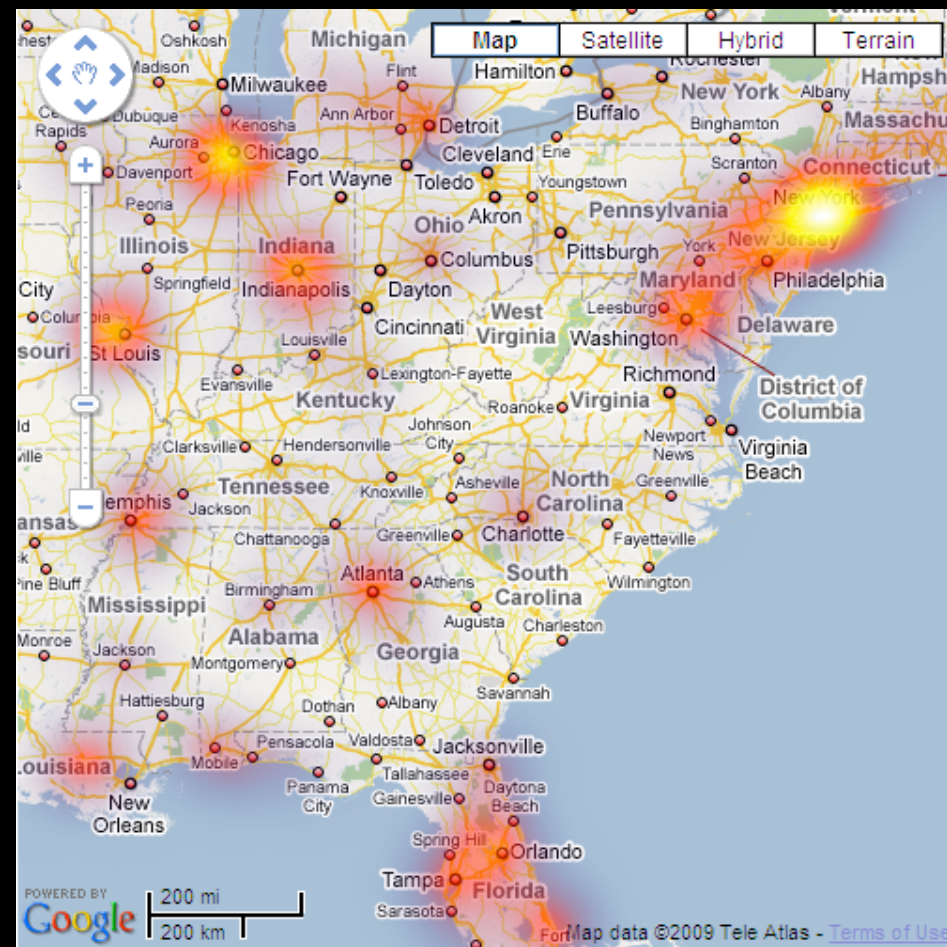 Map
Satellite
Hybrid
Terrain
Oshkosh
Michigan
Flint
Hamilton
Rochester
Hampsh
Madison
Milwaukee
New York
Albany
Buffalo
Dubuque
Rapids
Kenosha
Ann Arbor
Detroit
Binghamton
Massachu
Aurora
Chicago
Cleveland
Erie
Scranton
Connecticut
Davenport
Fort Wayne
Toledo
Youngstown
New York
Peoria
Akron
Pennsylvania
Ohio
Illinois
Indiana
Pittsburgh
York
New Jersey
Columbus
Springfield
Indianapolis
Dayton
Maryland
Philadelphia
City
Leesburg
Columbia
Cincinnati
West
Virginia
Delaware
souri
St Louis
Louisville
Washington
Evansville
Lexington-Fayette
Richmond
District of
Columbia
Kentucky
Roanoke
Virginia
ld
Johnson
City
Newport
News
Virginia
Beach
ville
Clarksville
Hendersonville
Tennessee
Knoxville
Asheville
North
Carolina
Greenville
emphis
Jackson
ansas
Chattanooga
Greenville
Charlotte
Fayetteville
k
Pine Bluff
Birmingham
Atlanta
Athens
South
Carolina
Wilmington
Mississippi
Augusta
Charleston
Alabama
Monroe
Jackson
Montgomery
Georgia
Savannah
Hattiesburg
Dothan
Albany
Mobile
Pensacola
Valdosta
Jacksonville
ouisiana
Panama
City
Tallahassee
Gainesville
Daytona
Beach
New
Orleans
Spring Hill
Orlando
Tampa
Florida
Sarasota
Fort
POWERED BY
Google
200 mi
200 km
Map data ©2009 Tele Atlas - Terms of Use